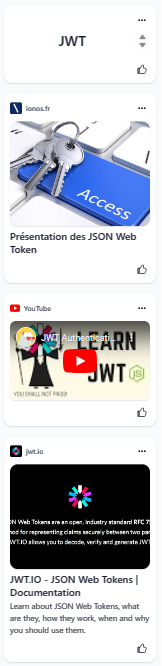 JWT
Ionos.fr
Access
Présentation des JSON Web
Token
YouTube
JWT Authenticati...
LEARN
JWT
YOU SHALL NOT PASS!
jwt.io
ON Web Tokens are an open, industry standard RFC 75
hod for representing claims securely between two par
JWT.IO allows you to decode, verify and generate JWT
JWT.IO - JSON Web Tokens |
Documentation
Learn about JSON Web Tokens, what
are they, how they work, when and why
you should use them.